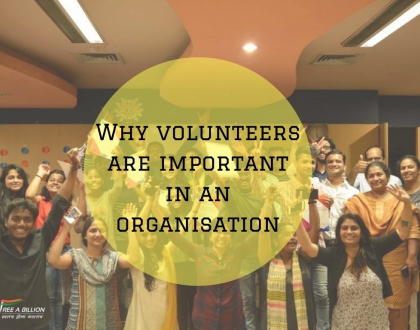 Why volunteers
are important
in an
organisation
FREE A BILLION